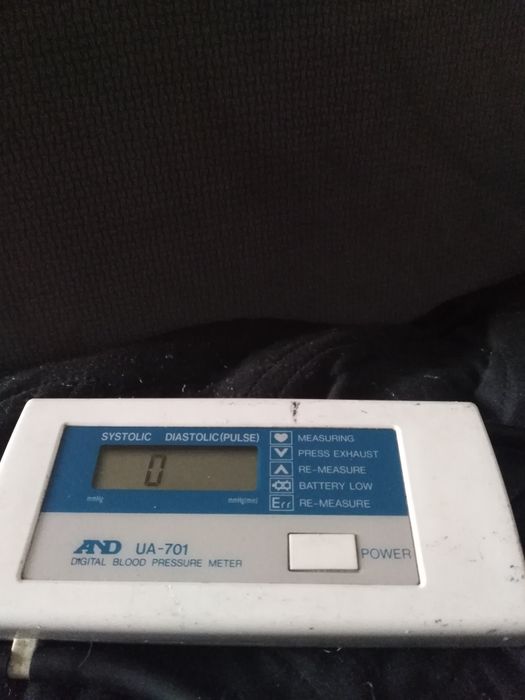 SYSTOLIC DIASTOLIC(PULSE)
MEASURING
PRESS EXHAUST
RE-MEASURE
BATTERY LOW
Err RE-MEASURE
0
mmHg mmHg(/min)
AND UA-701
DIGITAL BLOOD PRESSURE METER
POWER